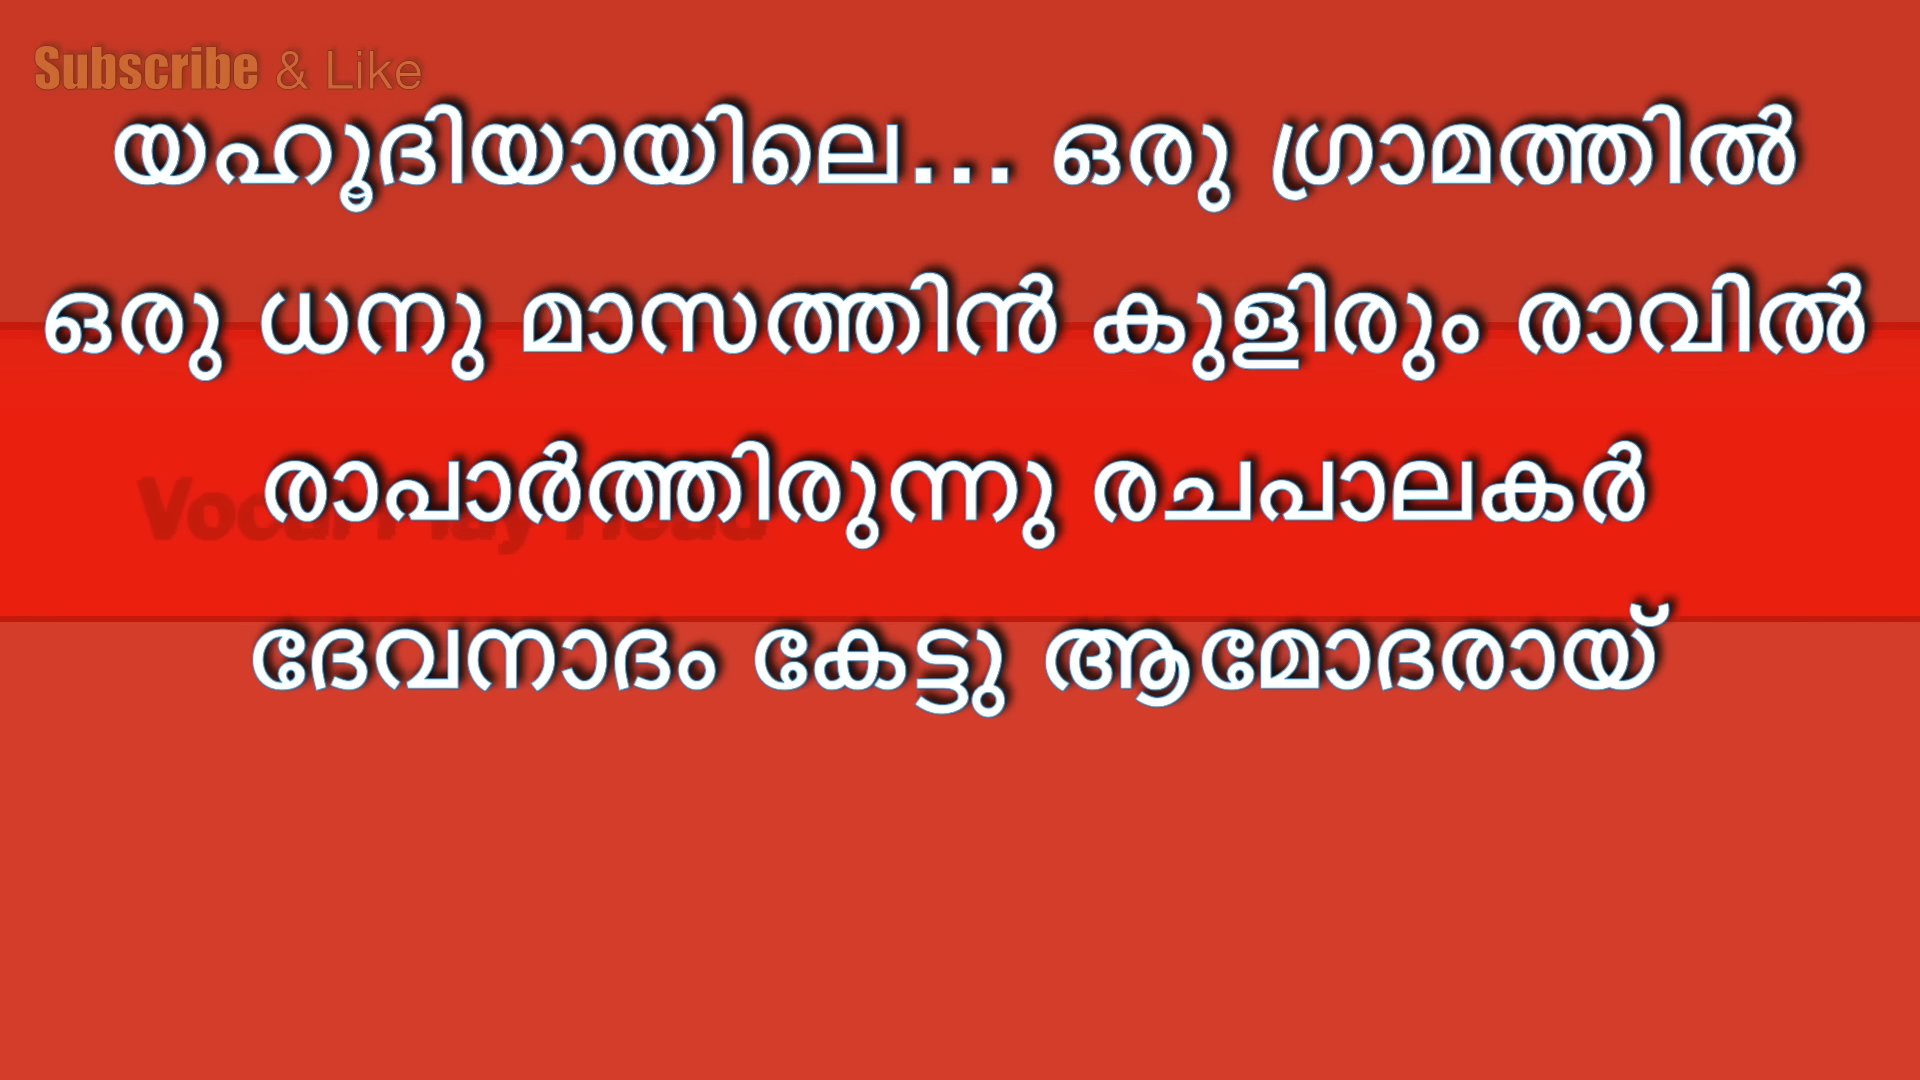 Subscribe & Like
യഹൂദിയായിലെ... ഒരു ഗ്രാമത്തിൽ
ഒരു ധനു മാസത്തിൻ കുളിരും രാവിൽ
രാപാർത്തിരുന്നു രചപാലകർ
ദേവനാദം കേട്ടു ആമോദരായ്